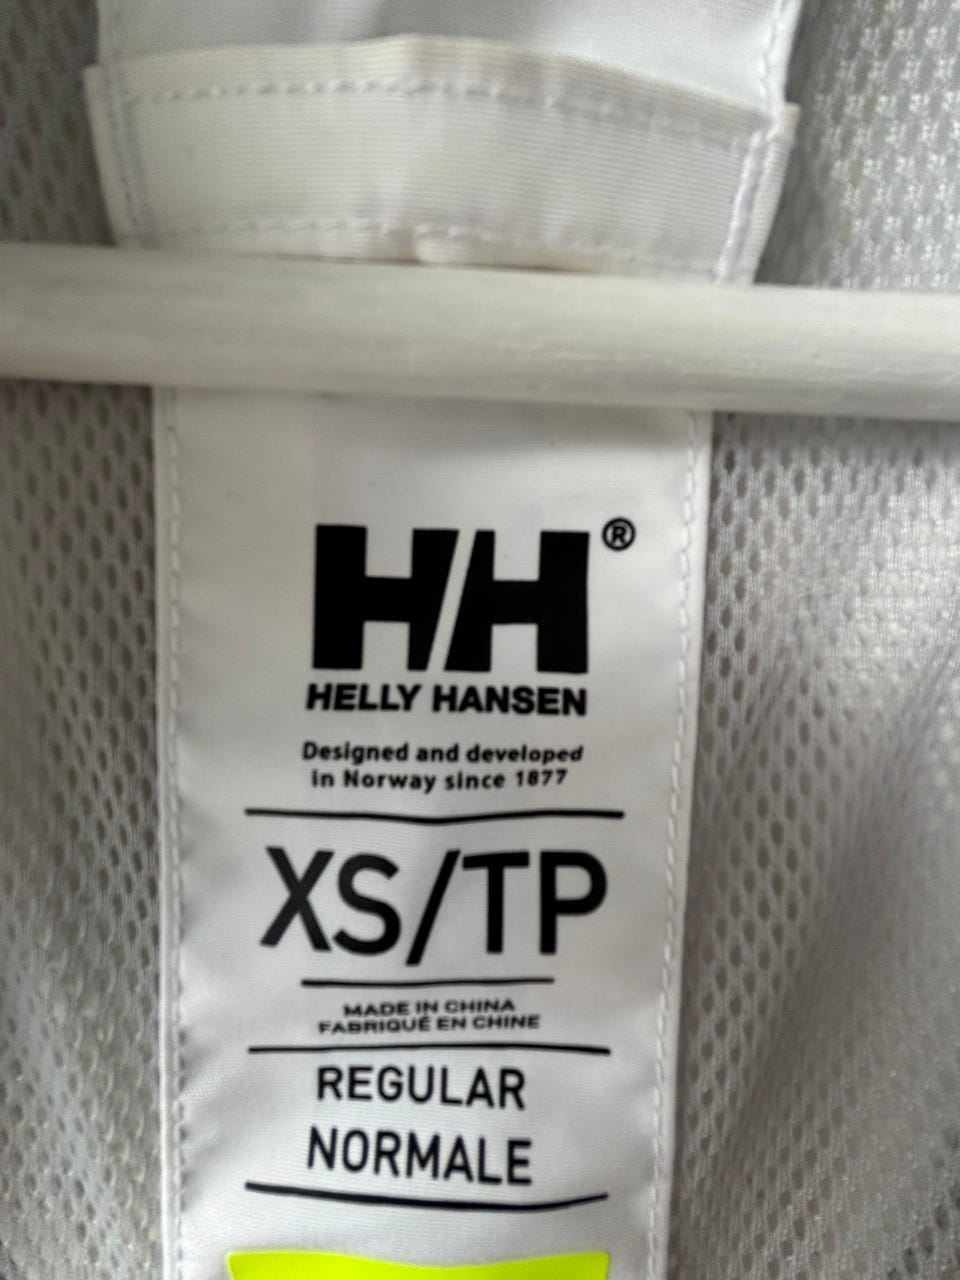 HH®
HELLY HANSEN
Designed and developed
in Norway since 1877
XS/TP
MADE IN CHINA
FABRIQUÉ EN CHINE
REGULAR
NORMALE